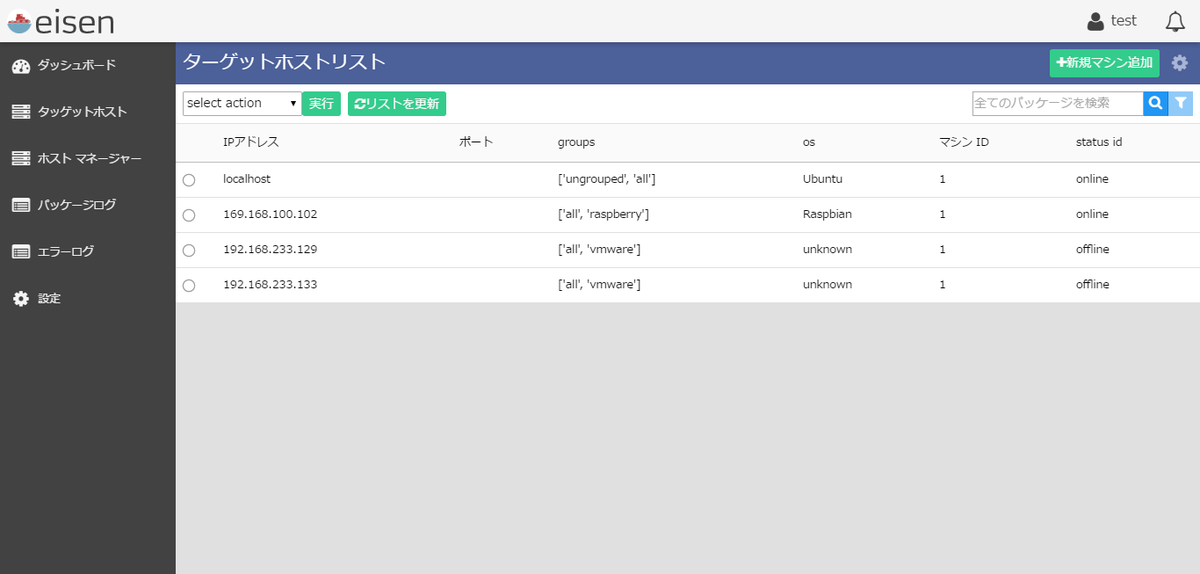 eisen
test
ダッシュボード
タッゲットホスト
ホスト マネージャー
パッケージログ
エラーログ
設定
ターゲットホストリスト
+新規マシン追加
select action
実行
リストを更新
全てのパッケージを検索
IPアドレス ポート groups os マシン ID status id
localhost ['ungrouped', 'all'] Ubuntu 1 online
169.168.100.102 ['all', 'raspberry'] Raspbian 1 online
192.168.233.129 ['all', 'vmware'] unknown 1 offline
192.168.233.133 ['all', 'vmware'] unknown 1 offline